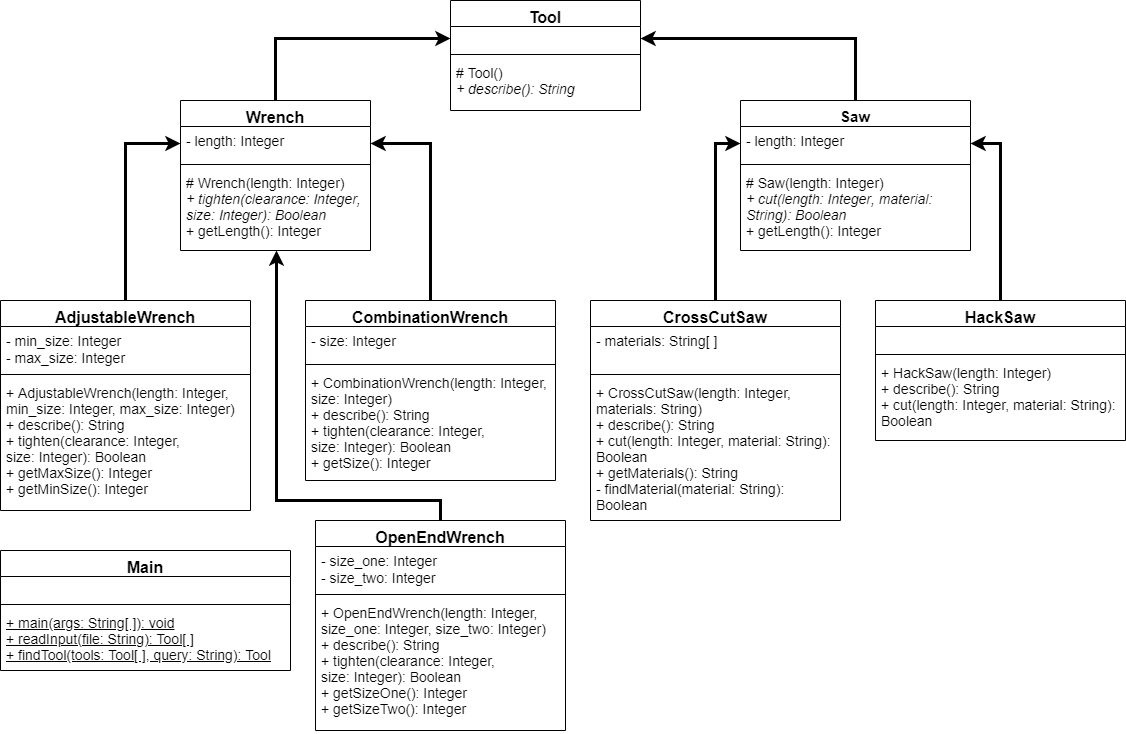 Tool
# Tool()
+ describe(): String
Wrench
- length: Integer
# Wrench(length: Integer)
+ tighten(clearance: Integer,
size: Integer): Boolean
+ getLength(): Integer
Saw
- length: Integer
# Saw(length: Integer)
+ cut(length: Integer, material:
String): Boolean
+ getLength(): Integer
AdjustableWrench
- min_size: Integer
- max_size: Integer
+ AdjustableWrench(length: Integer,
min_size: Integer, max_size: Integer)
+ describe(): String
+ tighten(clearance: Integer,
size: Integer): Boolean
+ getMaxSize(): Integer
+ getMinSize(): Integer
CombinationWrench
- size: Integer
+ CombinationWrench(length: Integer,
size: Integer)
+ describe(): String
+ tighten(clearance: Integer,
size: Integer): Boolean
+ getSize(): Integer
CrossCutSaw
- materials: String[ ]
+ CrossCutSaw(length: Integer,
materials: String)
+ describe(): String
+ cut(length: Integer, material: String):
Boolean
+ getMaterials(): String
- findMaterial(material: String):
Boolean
HackSaw
+ HackSaw(length: Integer)
+ describe(): String
+ cut(length: Integer, material: String):
Boolean
Main
+ main(args: String[ ]): void
+ readInput(file: String): Tool[ ]
+ findTool(tools: Tool[ ], query: String): Tool
OpenEndWrench
- size_one: Integer
- size_two: Integer
+ OpenEndWrench(length: Integer,
size_one: Integer, size_two: Integer)
+ describe(): String
+ tighten(clearance: Integer,
size: Integer): Boolean
+ getSizeOne(): Integer
+ getSizeTwo(): Integer